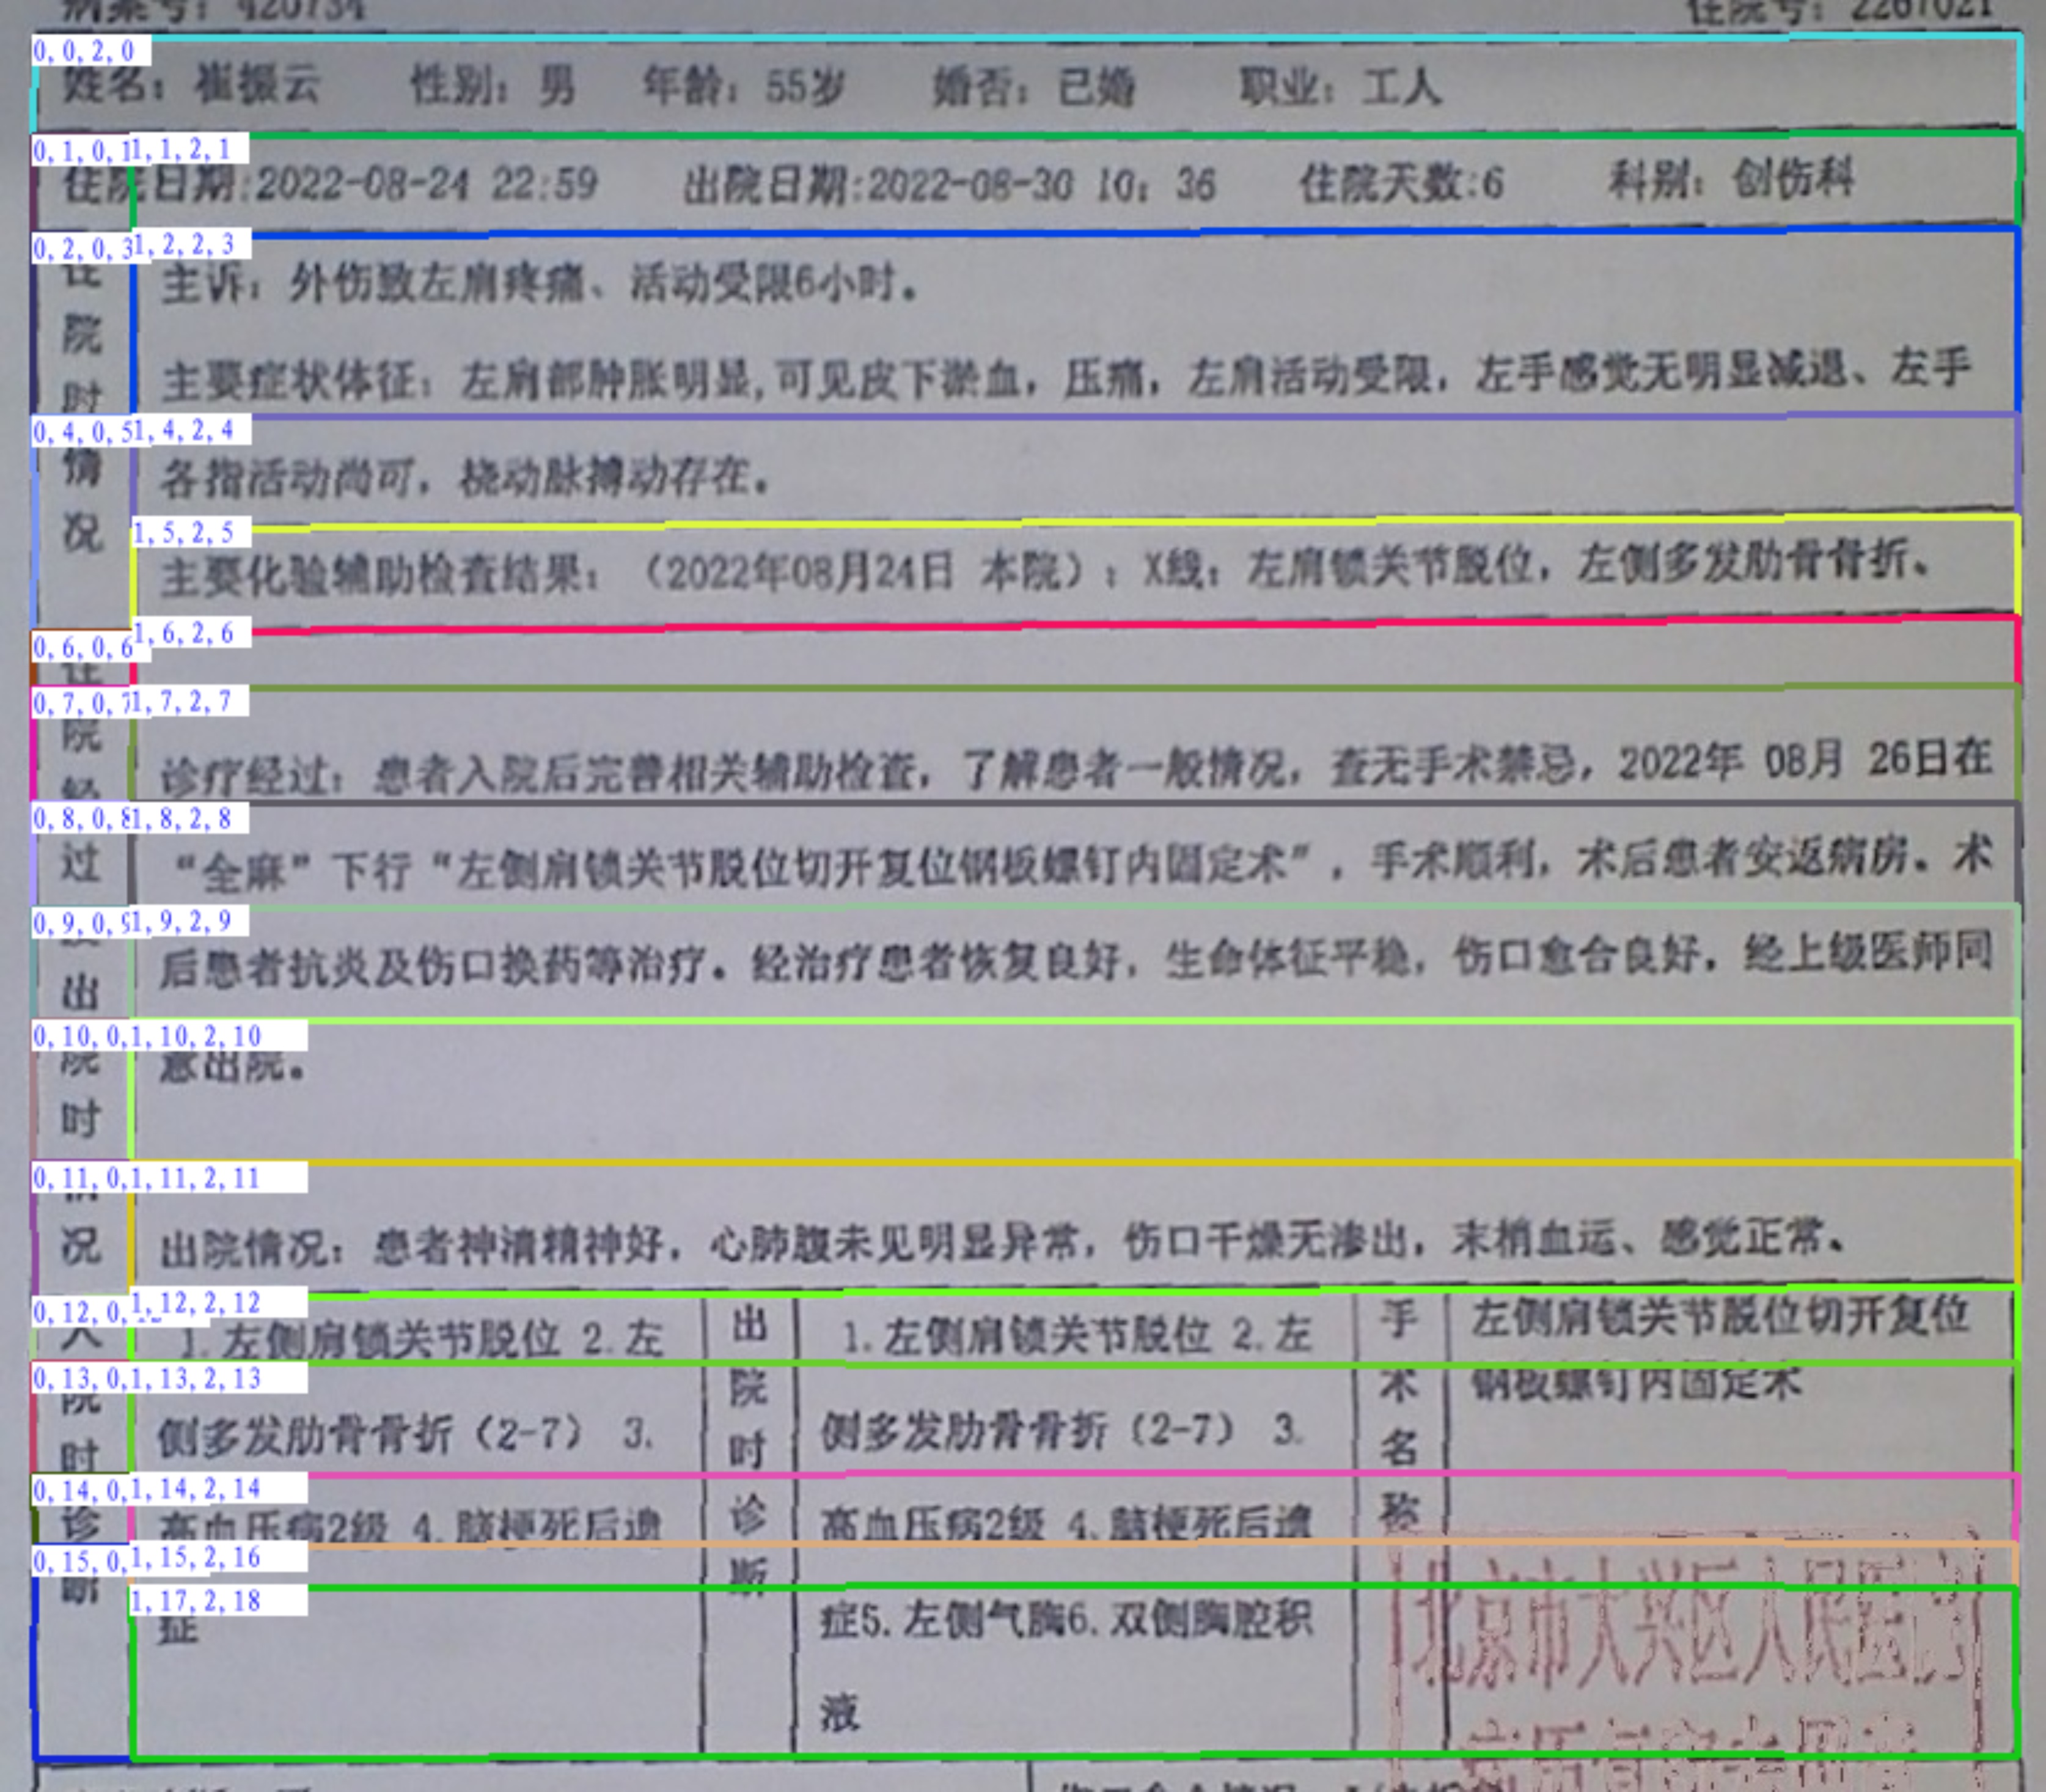 病案号：420734 住院号：2267021
0, 0, 2, 0
姓名：崔振云 性别：男 年龄：55岁 婚否：已婚 职业：工人
0, 1, 0, 1 1, 1, 2, 1
住院日期:2022-08-24 22:59 出院日期:2022-08-30 10：36 住院天数:6 科别：创伤科
0, 2, 0, 3 1, 2, 2, 3
住院时情况
主诉：外伤致左肩疼痛、活动受限6小时。
主要症状体征：左肩部肿胀明显,可见皮下淤血，压痛，左肩活动受限，左手感觉无明显减退、左手
0, 4, 0, 5 1, 4, 2, 4
各指活动尚可，桡动脉搏动存在。
1, 5, 2, 5
主要化验辅助检查结果：（2022年08月24日 本院）：X线：左肩锁关节脱位，左侧多发肋骨骨折、
0, 6, 0, 6 1, 6, 2, 6
住院经过及出院时情况
0, 7, 0, 7 1, 7, 2, 7
诊疗经过：患者入院后完善相关辅助检查，了解患者一般情况，查无手术禁忌，2022年 08月 26日在
0, 8, 0, 8 1, 8, 2, 8
“全麻”下行“左侧肩锁关节脱位切开复位钢板螺钉内固定术”，手术顺利，术后患者安返病房。术
0, 9, 0, 9 1, 9, 2, 9
后患者抗炎及伤口换药等治疗。经治疗患者恢复良好，生命体征平稳，伤口愈合良好，经上级医师同
0, 10, 0, 1, 10, 2, 10
意出院。
0, 11, 0, 1, 11, 2, 11
出院情况：患者神清精神好，心肺腹未见明显异常，伤口干燥无渗出，末梢血运、感觉正常、
0, 12, 0, 1, 12, 2, 12
入院时诊断
1. 左侧肩锁关节脱位 2. 左
0, 13, 0, 1, 13, 2, 13
侧多发肋骨骨折（2-7） 3.
0, 14, 0, 1, 14, 2, 14
高血压病2级 4. 脑梗死后遗
0, 15, 0, 1, 15, 2, 16
1, 17, 2, 18
症
出院时诊断
1. 左侧肩锁关节脱位 2. 左
侧多发肋骨骨折（2-7） 3.
高血压病2级 4. 脑梗死后遗
症5. 左侧气胸6. 双侧胸腔积
液
手术名称
左侧肩锁关节脱位切开复位
钢板螺钉内固定术
北京市大兴区人民医院